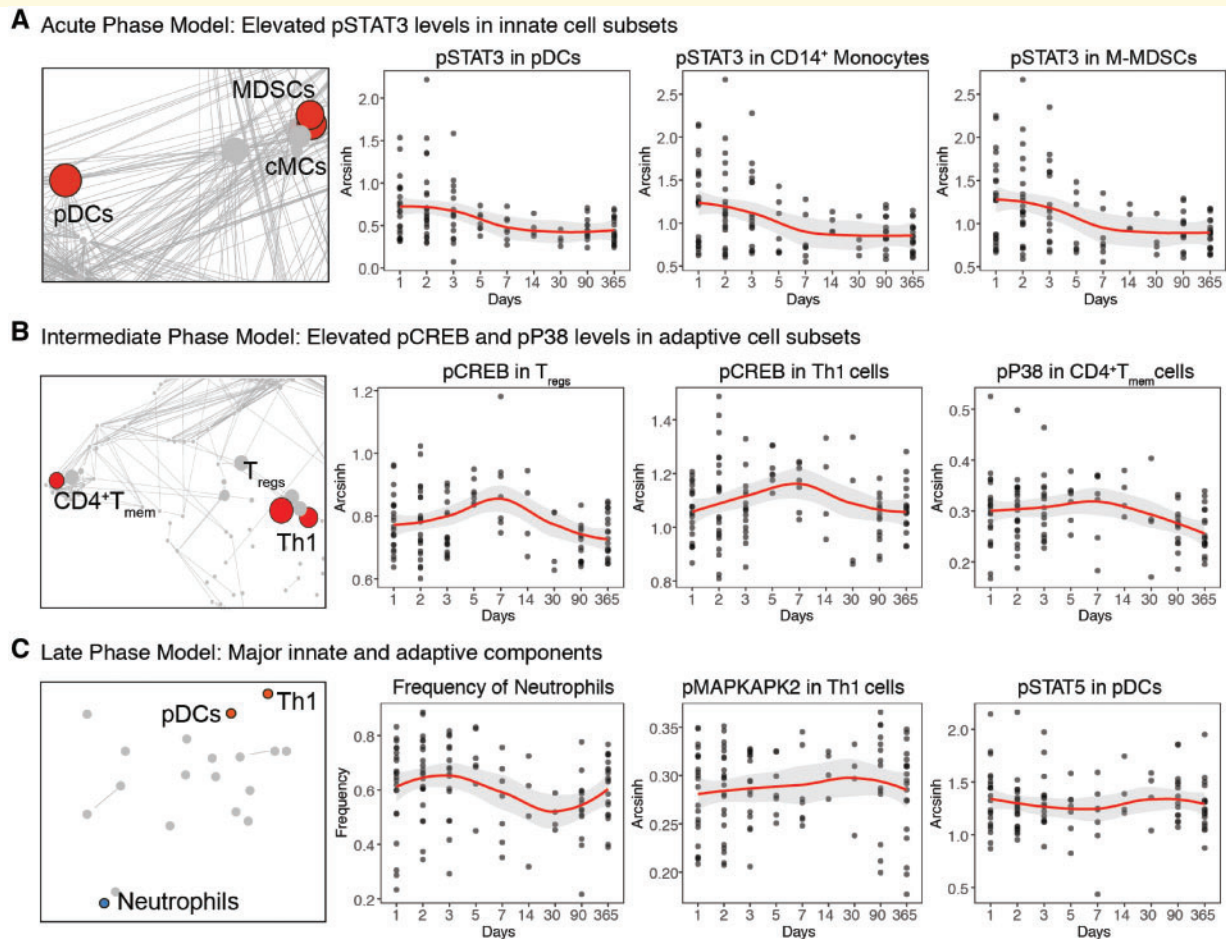 A Acute Phase Model: Elevated pSTAT3 levels in innate cell subsets
MDSCs
cMCs
pDCs
pSTAT3 in pDCs
Arcsinh
2.0
1.5
1.0
0.5
0.0
1 2 3 5 7 14 30 90 365
Days
pSTAT3 in CD14⁺ Monocytes
Arcsinh
2.5
2.0
1.5
1.0
0.5
1 2 3 5 7 14 30 90 365
Days
pSTAT3 in M-MDSCs
Arcsinh
2.5
2.0
1.5
1.0
0.5
1 2 3 5 7 14 30 90 365
Days
B Intermediate Phase Model: Elevated pCREB and pP38 levels in adaptive cell subsets
Tregs
CD4⁺Tmem
Th1
pCREB in Tregs
Arcsinh
1.2
1.0
0.8
0.6
1 2 3 5 7 14 30 90 365
Days
pCREB in Th1 cells
Arcsinh
1.4
1.2
1.0
0.8
1 2 3 5 7 14 30 90 365
Days
pP38 in CD4⁺Tmem cells
Arcsinh
0.5
0.4
0.3
0.2
1 2 3 5 7 14 30 90 365
Days
C Late Phase Model: Major innate and adaptive components
Th1
pDCs
Neutrophils
Frequency of Neutrophils
Frequency
0.8
0.6
0.4
0.2
1 2 3 5 7 14 30 90 365
Days
pMAPKAPK2 in Th1 cells
Arcsinh
0.35
0.30
0.25
0.20
1 2 3 5 7 14 30 90 365
Days
pSTAT5 in pDCs
Arcsinh
2.0
1.5
1.0
0.5
1 2 3 5 7 14 30 90 365
Days